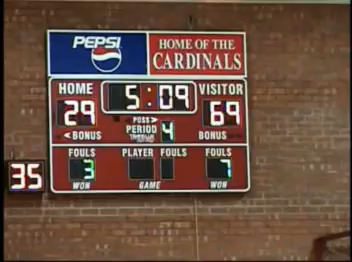 PEPSI
HOME OF THE
CARDINALS
HOME
5:09
VISITOR
29
69
POSS>
PERIOD
4
<BONUS
BONUS
FOULS
PLAYER FOULS
FOULS
3
7
WON
GAME
WON
35